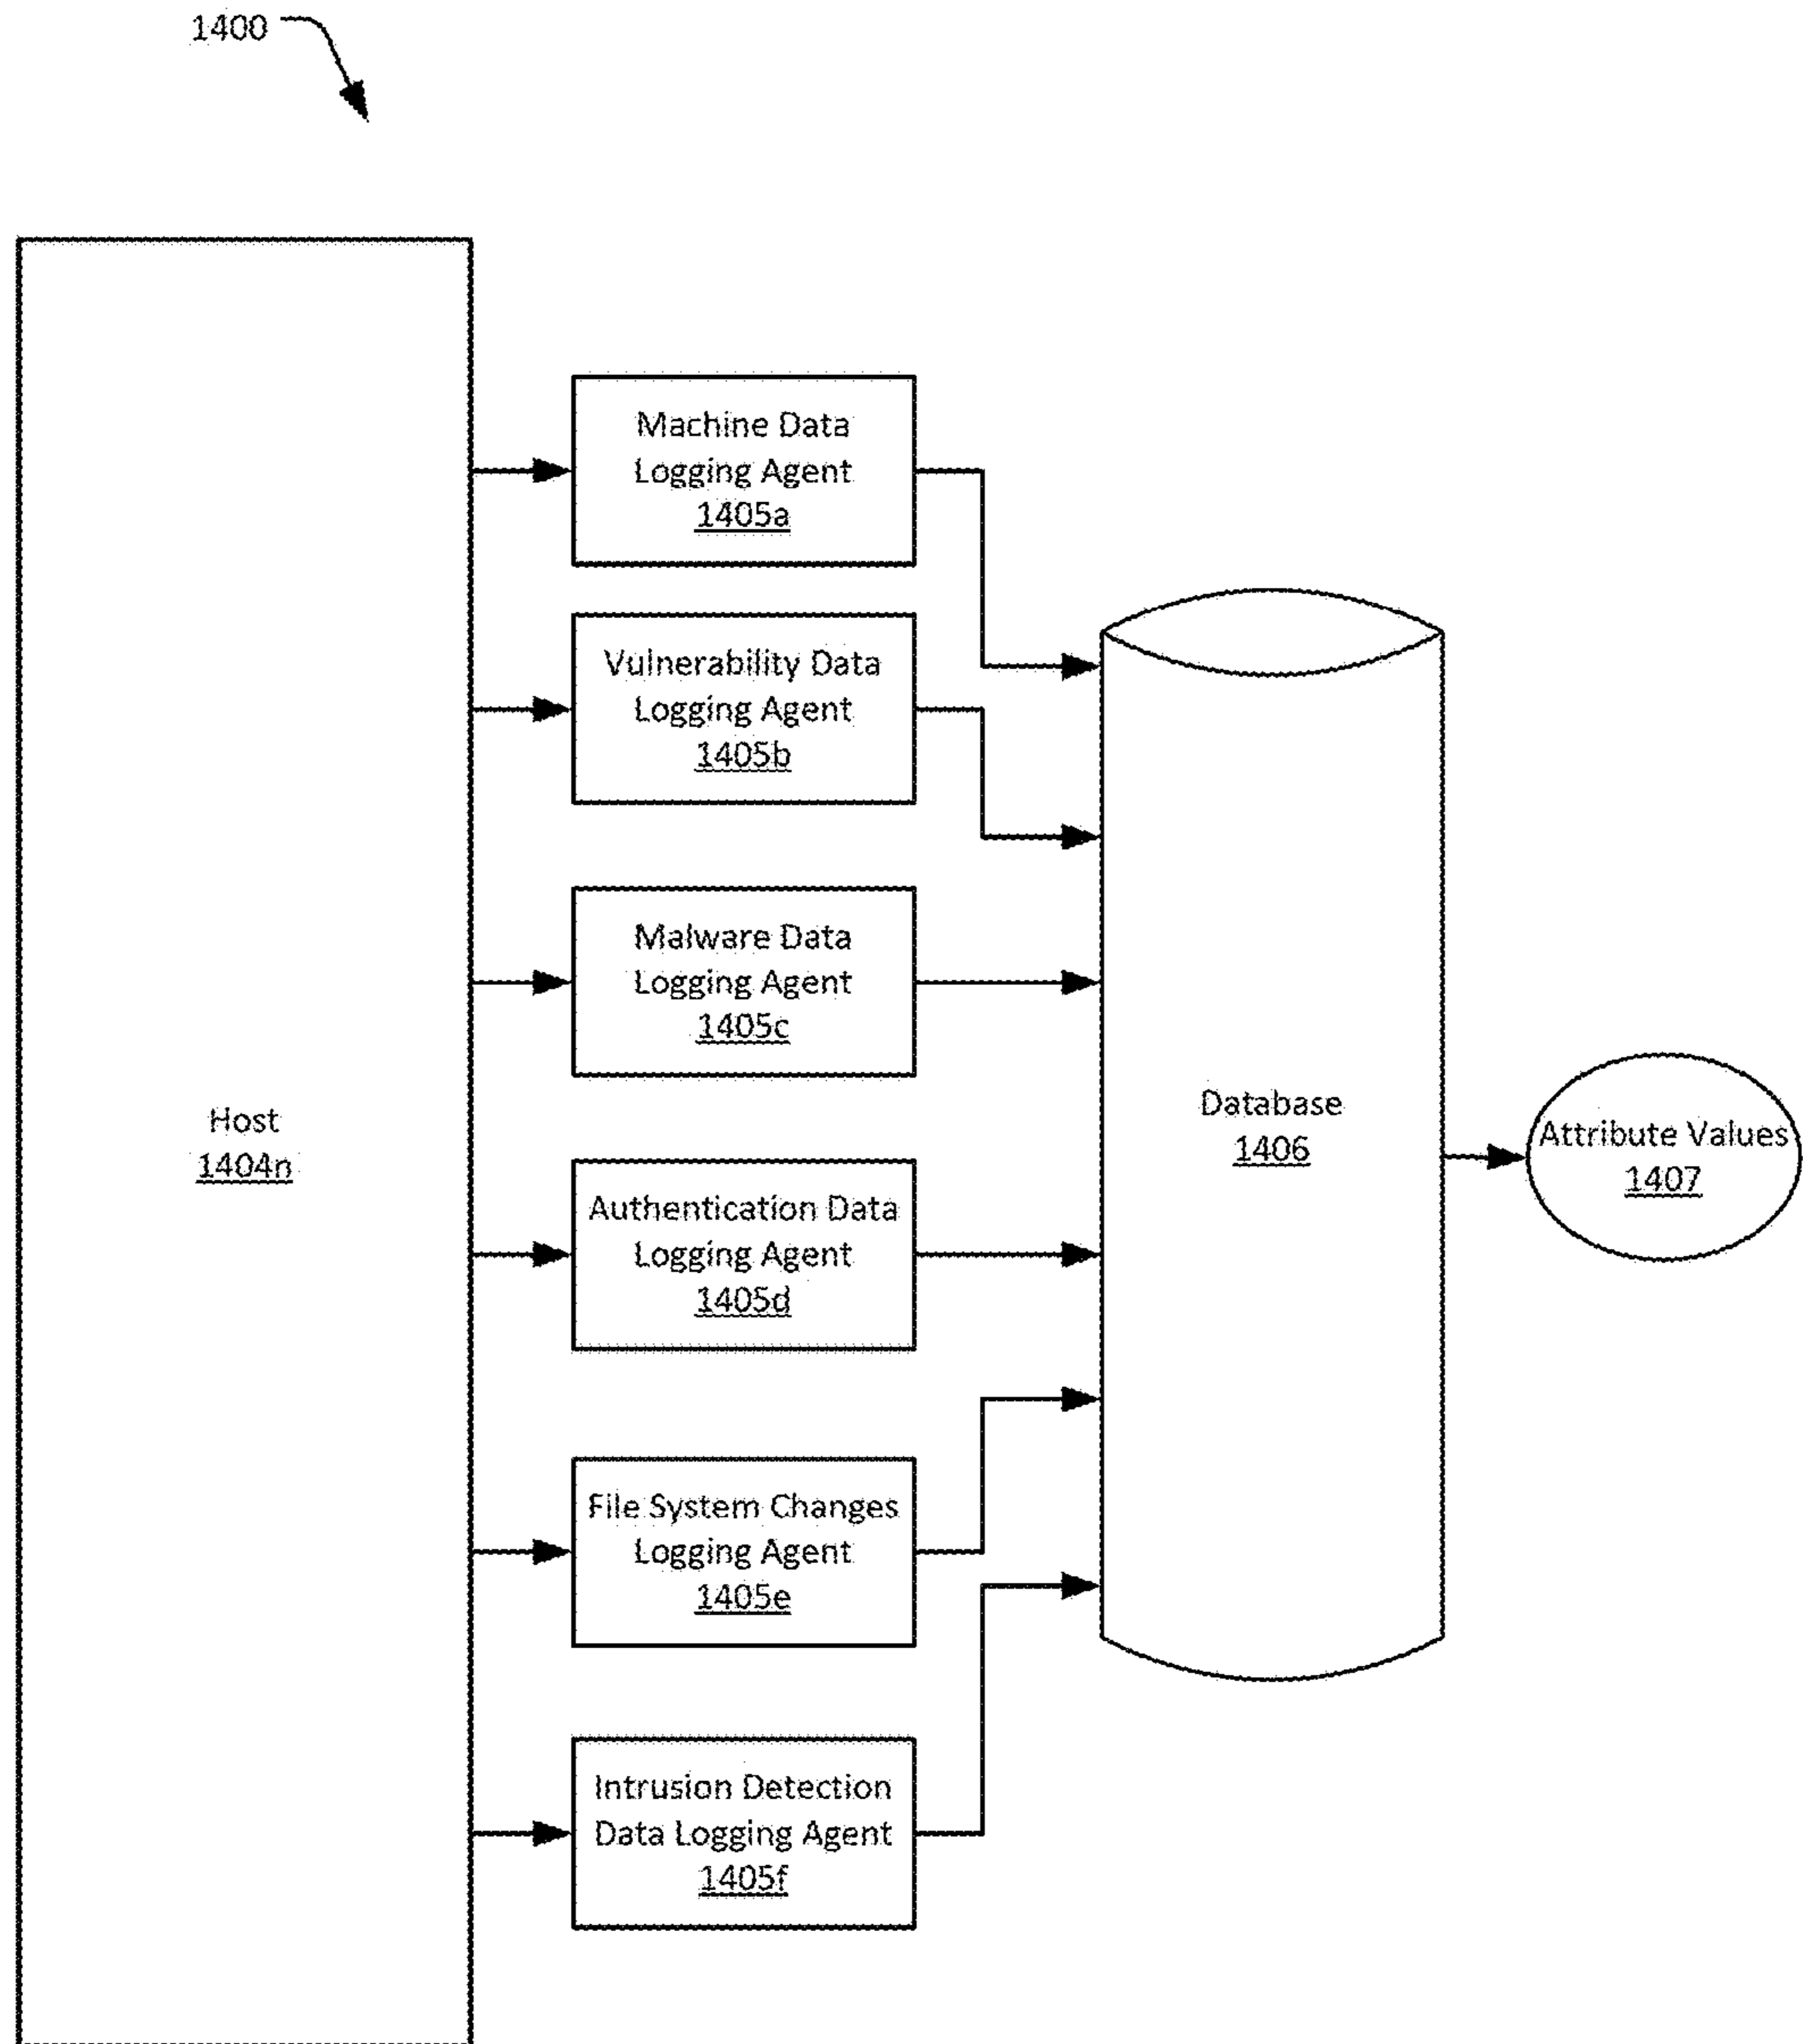 1400
Machine Data
Logging Agent
1405a
Vulnerability Data
Logging Agent
1405b
Malware Data
Logging Agent
1405c
Host
1404n
Authentication Data
Logging Agent
1405d
File System Changes
Logging Agent
1405e
Intrusion Detection
Data Logging Agent
1405f
Database
1406
Attribute Values
1407